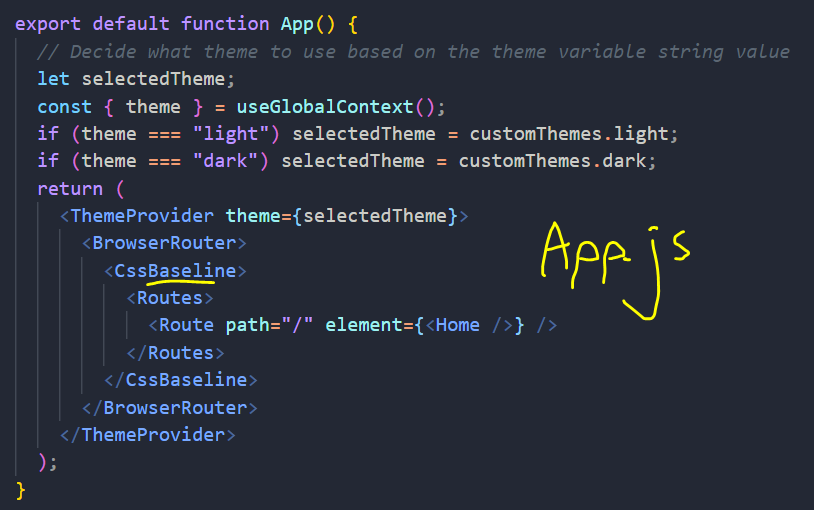 export default function App() {
// Decide what theme to use based on the theme variable string value
let selectedTheme;
const { theme } = useGlobalContext();
if (theme === "light") selectedTheme = customThemes.light;
if (theme === "dark") selectedTheme = customThemes.dark;
return (
<ThemeProvider theme={selectedTheme}>
<BrowserRouter>
<CssBaseline>
<Routes>
<Route path="/" element={<Home />} />
</Routes>
</CssBaseline>
</BrowserRouter>
</ThemeProvider>
);
}
App js